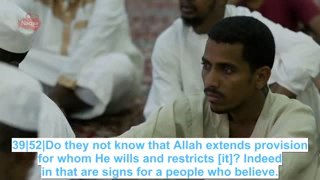 39|52|Do they not know that Allah extends provision
for whom He wills and restricts [it]? Indeed
in that are signs for a people who believe.